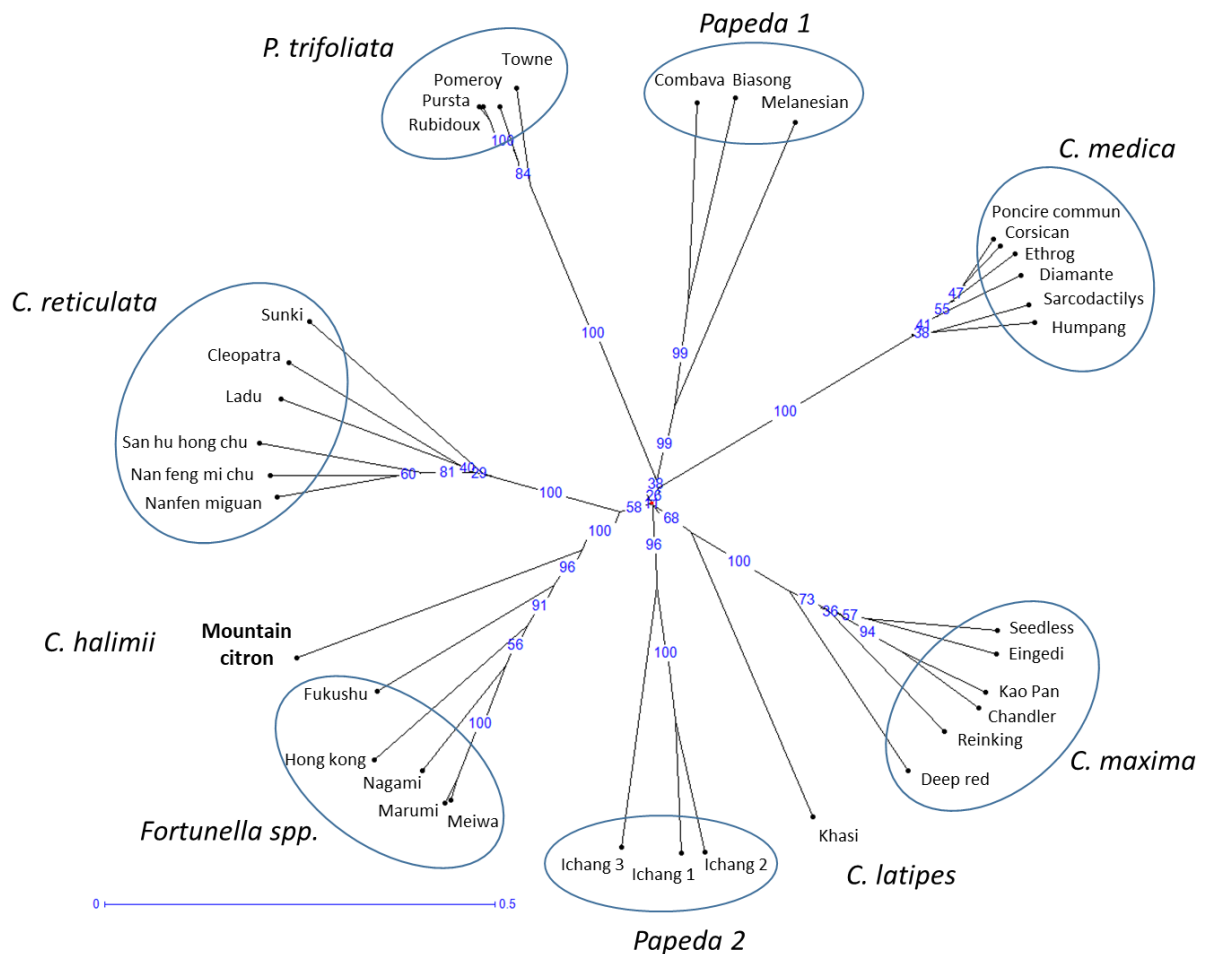 Papeda 1
P. trifoliata
Towne
Pomeroy
Pursta
Rubidoux
100
84
Combava Biasong
Melanesian
C. medica
Poncire commun
Corsican
Ethrog
Diamante
Sarcodactilys
Humpang
47
55
41
38
100
99
99
100
C. reticulata
Sunki
Cleopatra
Ladu
San hu hong chu
Nan feng mi chu
Nanfen miguan
60
81
40
29
100
58
38
26
68
96
100
96
91
56
100
C. halimii
Mountain
citron
Fukushu
Hong kong
Nagami
Marumi
Meiwa
Fortunella spp.
100
73
36
57
94
Seedless
Eingedi
Kao Pan
Chandler
Reinking
Deep red
C. maxima
100
Ichang 3
Ichang 1
Ichang 2
Khasi
C. latipes
Papeda 2
0
0.5